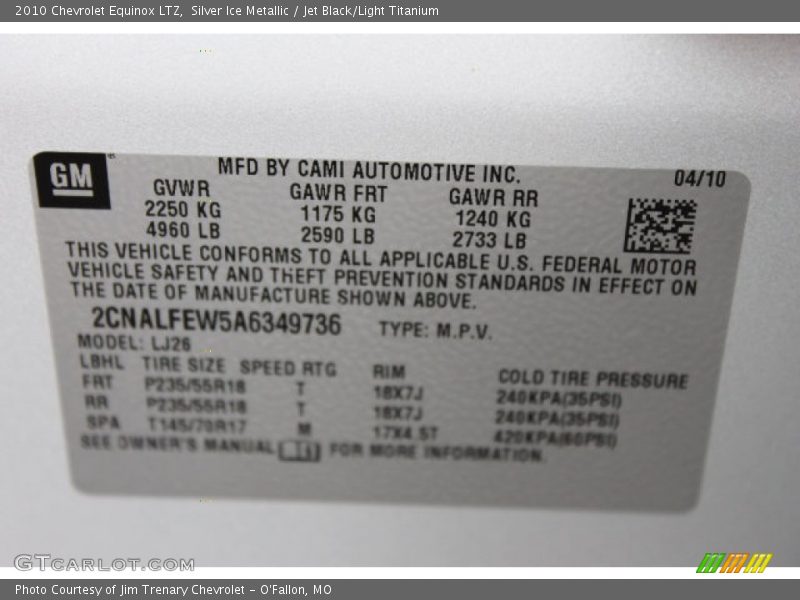 2010 Chevrolet Equinox LTZ, Silver Ice Metallic / Jet Black/Light Titanium
GM
MFD BY CAMI AUTOMOTIVE INC. 04/10
GVWR GAWR FRT GAWR RR
2250 KG 1175 KG 1240 KG
4960 LB 2590 LB 2733 LB
THIS VEHICLE CONFORMS TO ALL APPLICABLE U.S. FEDERAL MOTOR
VEHICLE SAFETY AND THEFT PREVENTION STANDARDS IN EFFECT ON
THE DATE OF MANUFACTURE SHOWN ABOVE.
2CNALFEW5A6349736 TYPE: M.P.V.
MODEL: LJ26
LBHL TIRE SIZE SPEED RTG RIM COLD TIRE PRESSURE
FRT P235/55R18 T 18X7J 240KPA(35PSI)
RR P235/55R18 T 18X7J 240KPA(35PSI)
SPA T145/70R17 M 17X4 ST 420KPA(60PSI)
SEE OWNER'S MANUAL FOR MORE INFORMATION.
GTCARLOT.COM
Photo Courtesy of Jim Trenary Chevrolet - O'Fallon, MO